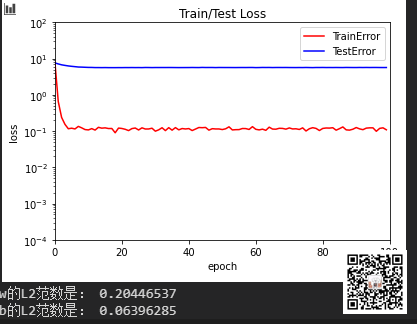 Train/Test Loss
TrainError
TestError
10²
10¹
10⁰
10⁻¹
10⁻²
10⁻³
10⁻⁴
loss
0 20 40 60 80
epoch
w的L2范数是: 0.20446537
b的L2范数是: 0.06396285